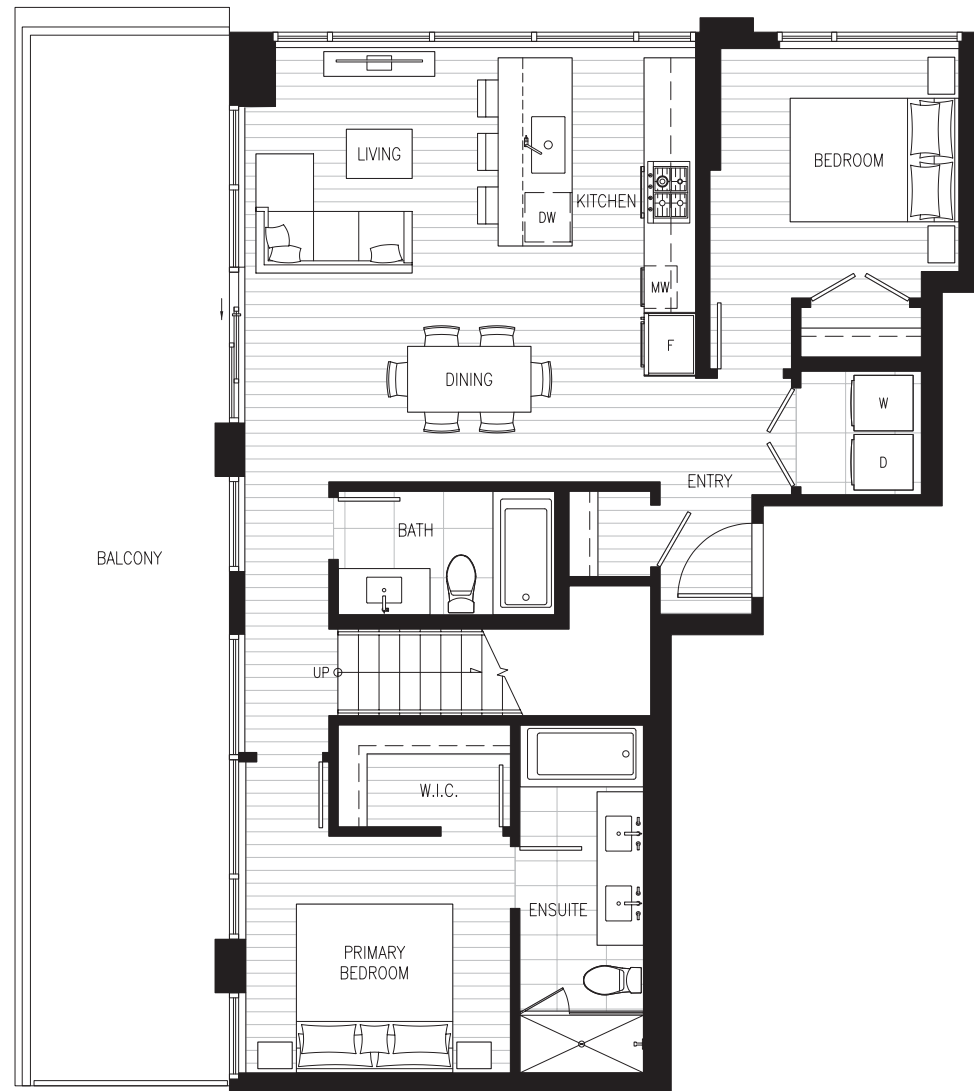 LIVING
KITCHEN
BEDROOM
DW
MW
F
DINING
W
D
ENTRY
BATH
BALCONY
UP
W.I.C.
ENSUITE
PRIMARY
BEDROOM